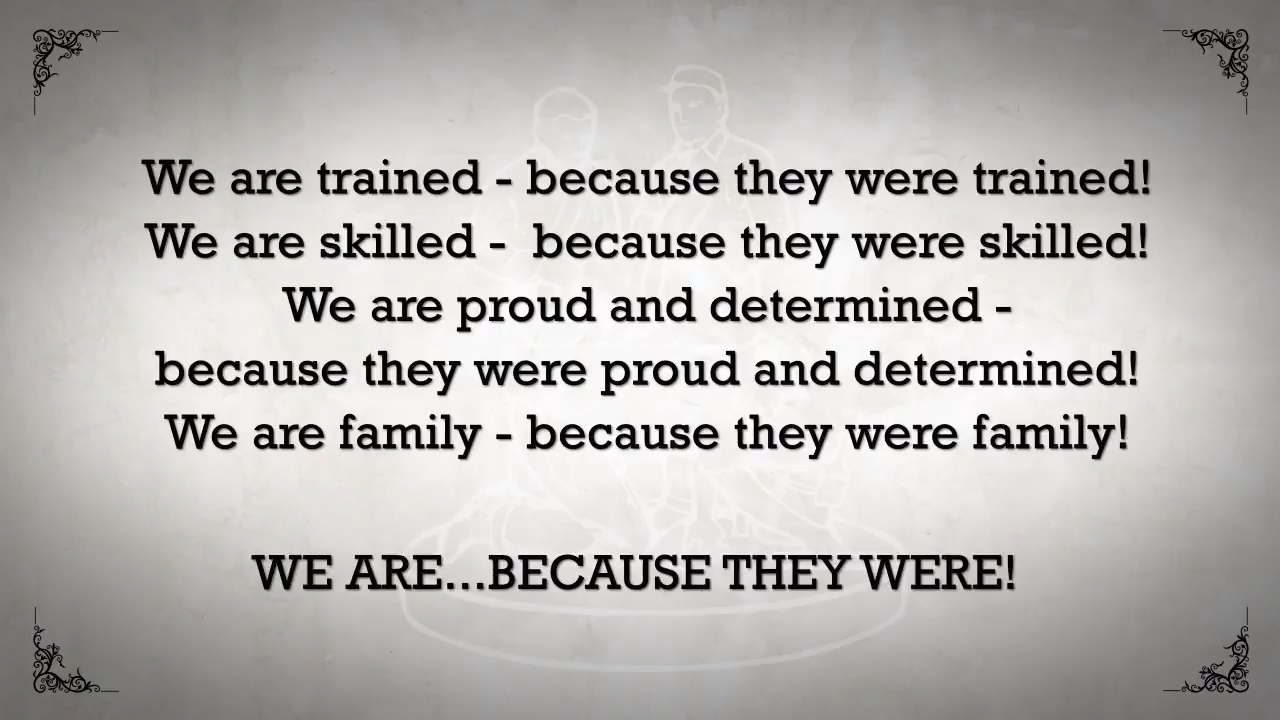 We are trained - because they were trained!
We are skilled -  because they were skilled!
We are proud and determined -
because they were proud and determined!
We are family - because they were family!
WE ARE...BECAUSE THEY WERE!